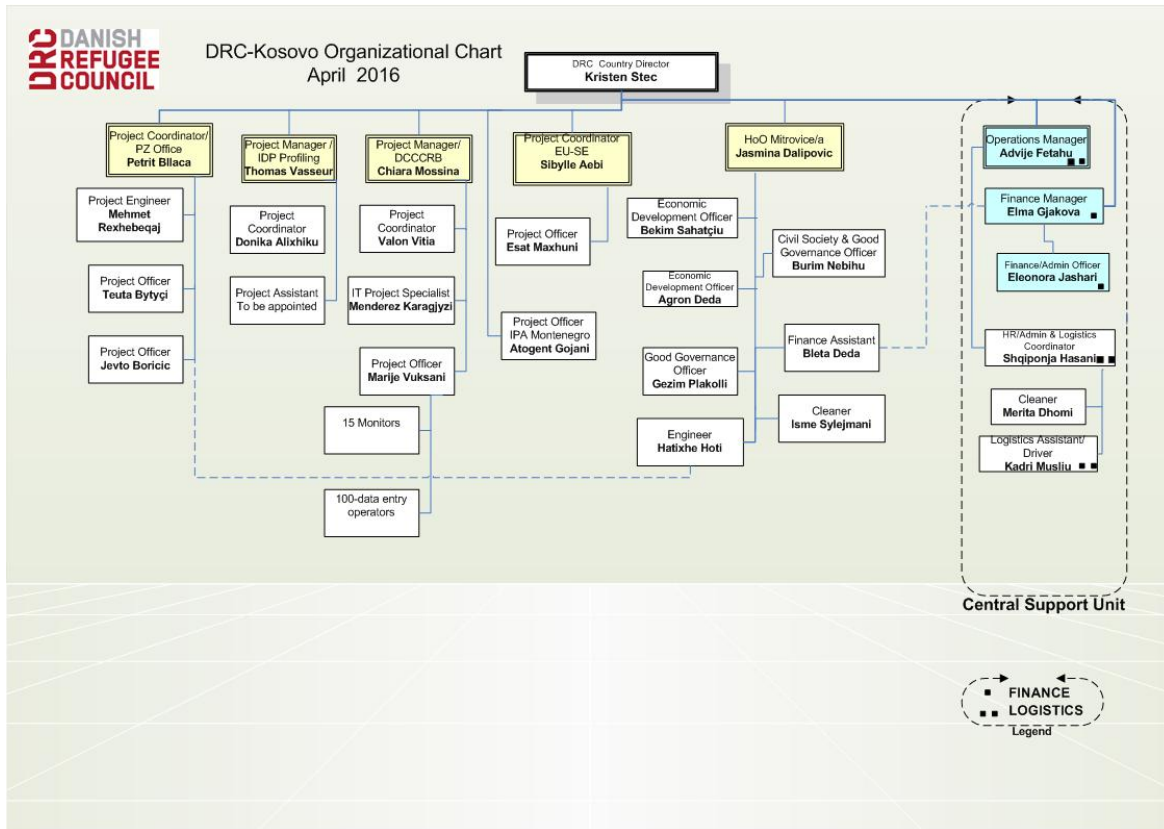 DRC DANISH
REFUGEE
COUNCIL
DRC-Kosovo Organizational Chart
April 2016
DRC Country Director
Kristen Stec
Project Coordinator/
PZ Office
Petrit Bllaca
Project Manager /
IDP Profiling
Thomas Vasseur
Project Manager/
DCCCRB
Chiara Mossina
Project Coordinator
EU-SE
Sibylle Aebi
HoO Mitrovice/a
Jasmina Dalipovic
Operations Manager
Advije Fetahu
Project Engineer
Mehmet
Rexhebeqaj
Project Officer
Teuta Bytyçi
Project Officer
Jevto Boricic
Project
Coordinator
Donika Alixhiku
Project Assistant
To be appointed
Project
Coordinator
Valon Vitia
IT Project Specialist
Menderez Karagjyzi
Project Officer
Marije Vuksani
15 Monitors
100-data entry
operators
Project Officer
Esat Maxhuni
Project Officer
IPA Montenegro
Atogent Gojani
Economic
Development Officer
Bekim Sahatçiu
Economic
Development Officer
Agron Deda
Good Governance
Officer
Gezim Plakolli
Engineer
Hatixhe Hoti
Civil Society & Good
Governance Officer
Burim Nebihu
Finance Assistant
Bleta Deda
Cleaner
Isme Sylejmani
Finance Manager
Elma Gjakova
Finance/Admin Officer
Eleonora Jashari
HR/Admin & Logistics
Coordinator
Shqiponja Hasani
Cleaner
Merita Dhomi
Logistics Assistant/
Driver
Kadri Musliu
Central Support Unit
FINANCE
LOGISTICS
Legend